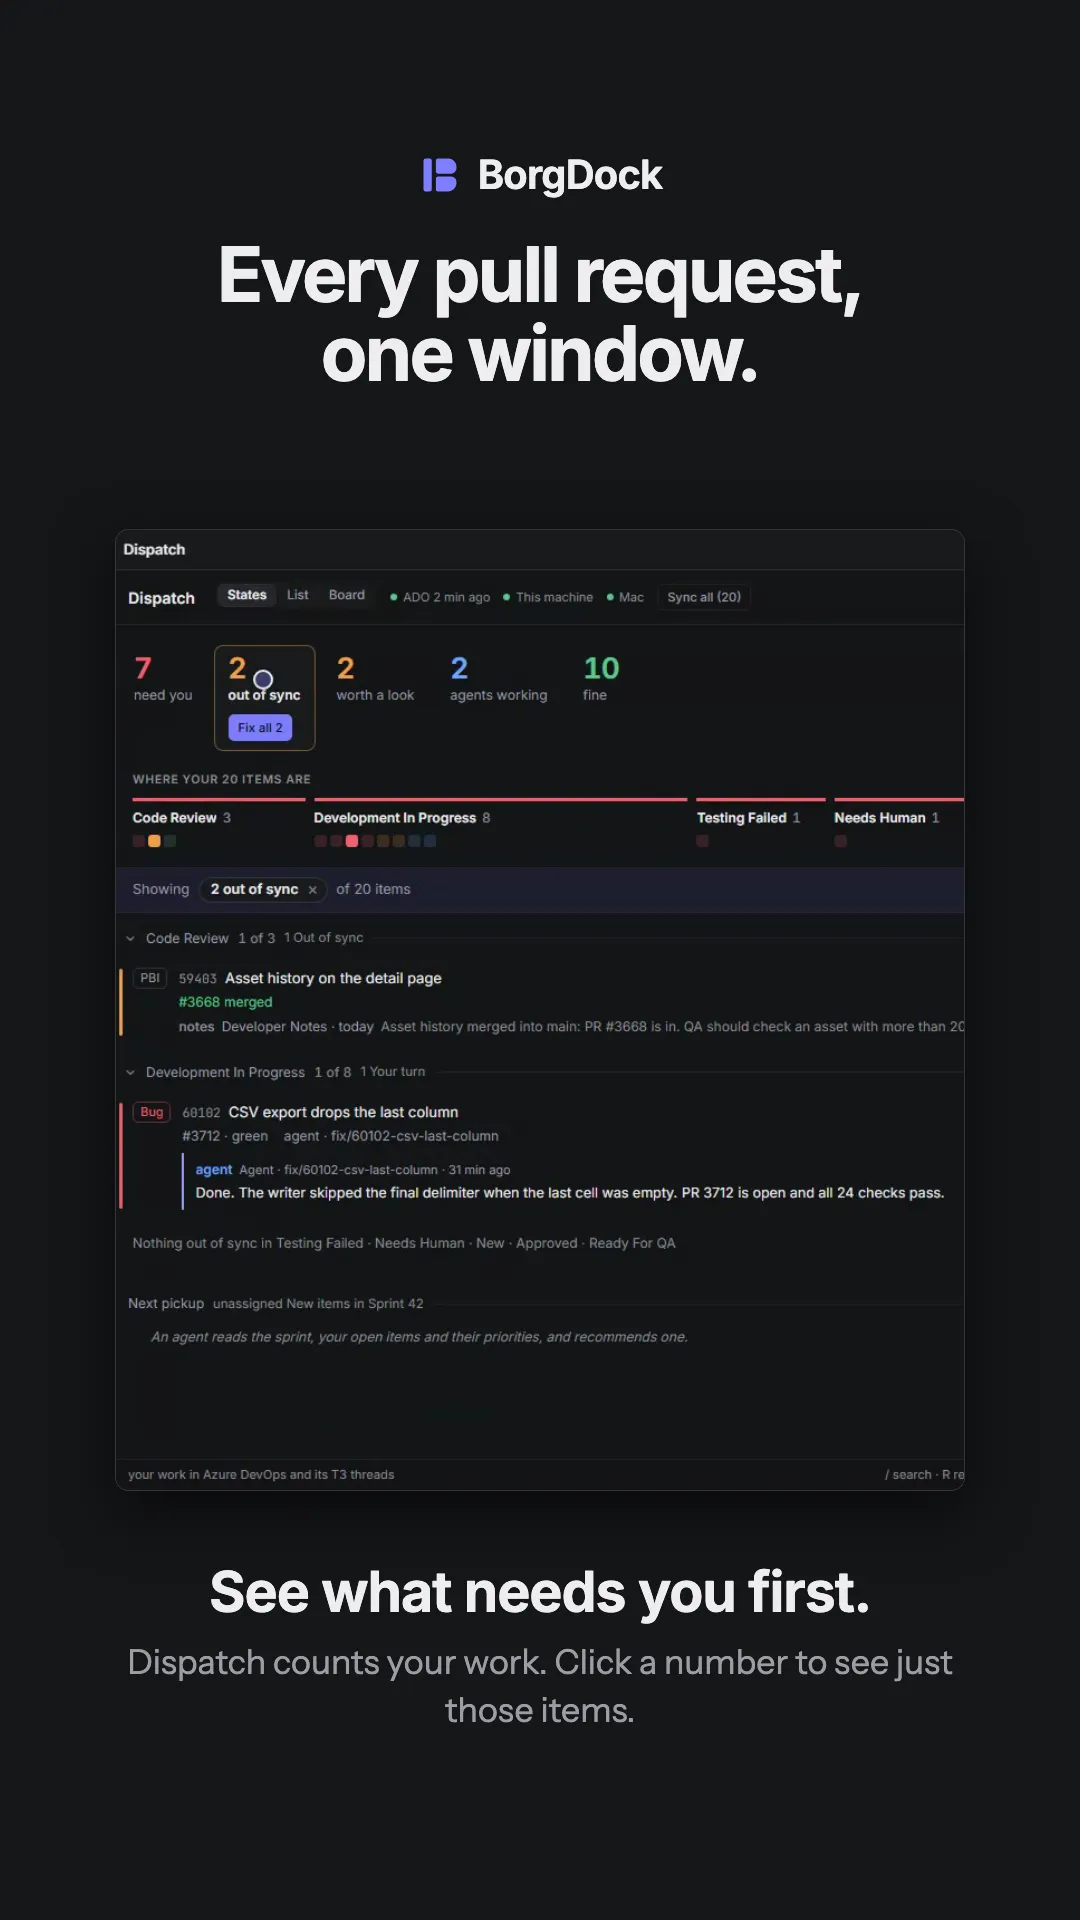 BorgDock
Every pull request,
one window.
Dispatch
Dispatch States List Board ADO 2 min ago This machine Mac Sync all (20)
7 2 2 2 10
need you out of sync worth a look agents working fine
Fix all 2
WHERE YOUR 20 ITEMS ARE
Code Review 3 Development In Progress 8 Testing Failed 1 Needs Human 1
Showing 2 out of sync × of 20 items
Code Review 1 of 3 1 Out of sync
PBI 59403 Asset history on the detail page
#3668 merged
notes Developer Notes · today Asset history merged into main: PR #3668 is in. QA should check an asset with more than 20
Development In Progress 1 of 8 1 Your turn
Bug 60102 CSV export drops the last column
#3712 · green agent · fix/60102-csv-last-column
agent Agent · fix/60102-csv-last-column · 31 min ago
Done. The writer skipped the final delimiter when the last cell was empty. PR 3712 is open and all 24 checks pass.
Nothing out of sync in Testing Failed · Needs Human · New · Approved · Ready For QA
Next pickup unassigned New items in Sprint 42
An agent reads the sprint, your open items and their priorities, and recommends one.
your work in Azure DevOps and its T3 threads / search · R re
See what needs you first.
Dispatch counts your work. Click a number to see just
those items.